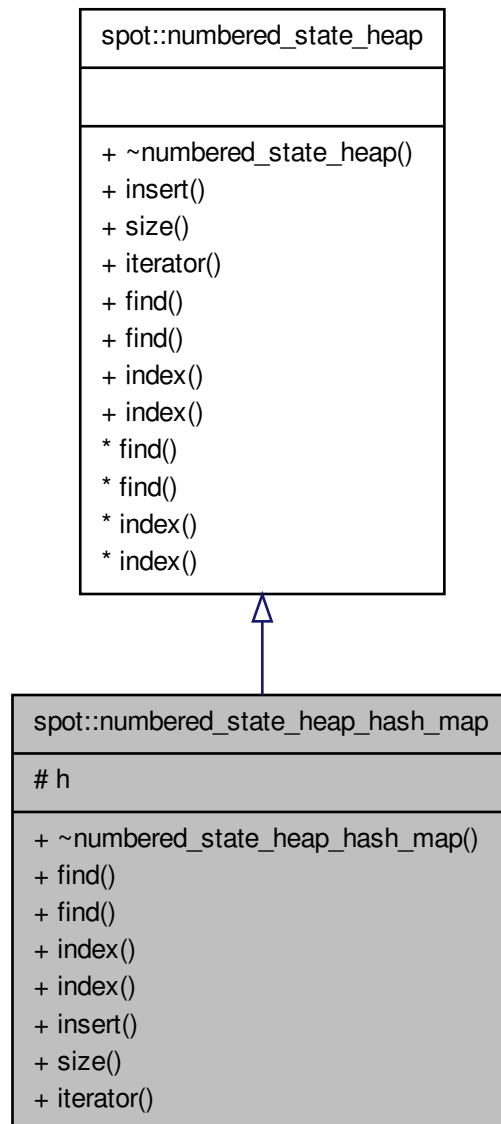 spot::numbered_state_heap
+ ~numbered_state_heap()
+ insert()
+ size()
+ iterator()
+ find()
+ find()
+ index()
+ index()
* find()
* find()
* index()
* index()
spot::numbered_state_heap_hash_map
# h
+ ~numbered_state_heap_hash_map()
+ find()
+ find()
+ index()
+ index()
+ insert()
+ size()
+ iterator()